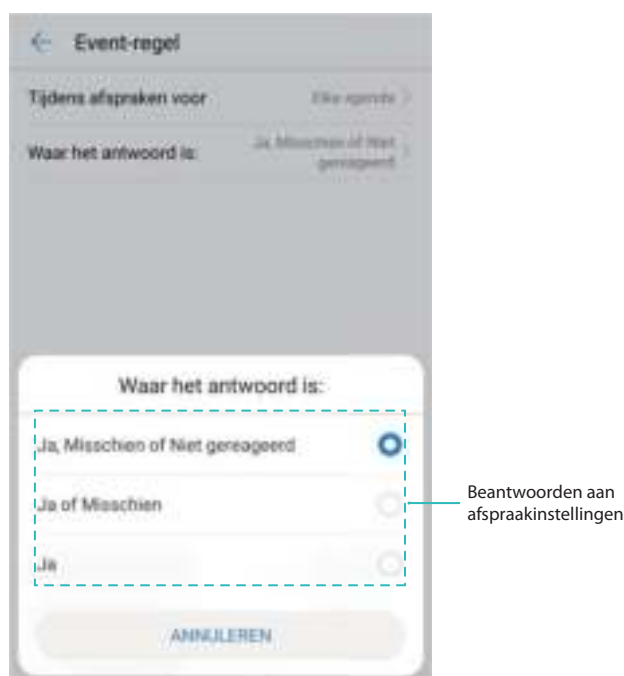 Event-regel
Tijdens afspraken voor
Elke agenda
Waar het antwoord is:
Ja, Misschien of Niet
gereageerd
Waar het antwoord is:
Ja, Misschien of Niet gereageerd
Ja of Misschien
Ja
ANNULEREN
Beantwoorden aan
afspraakinstellingen